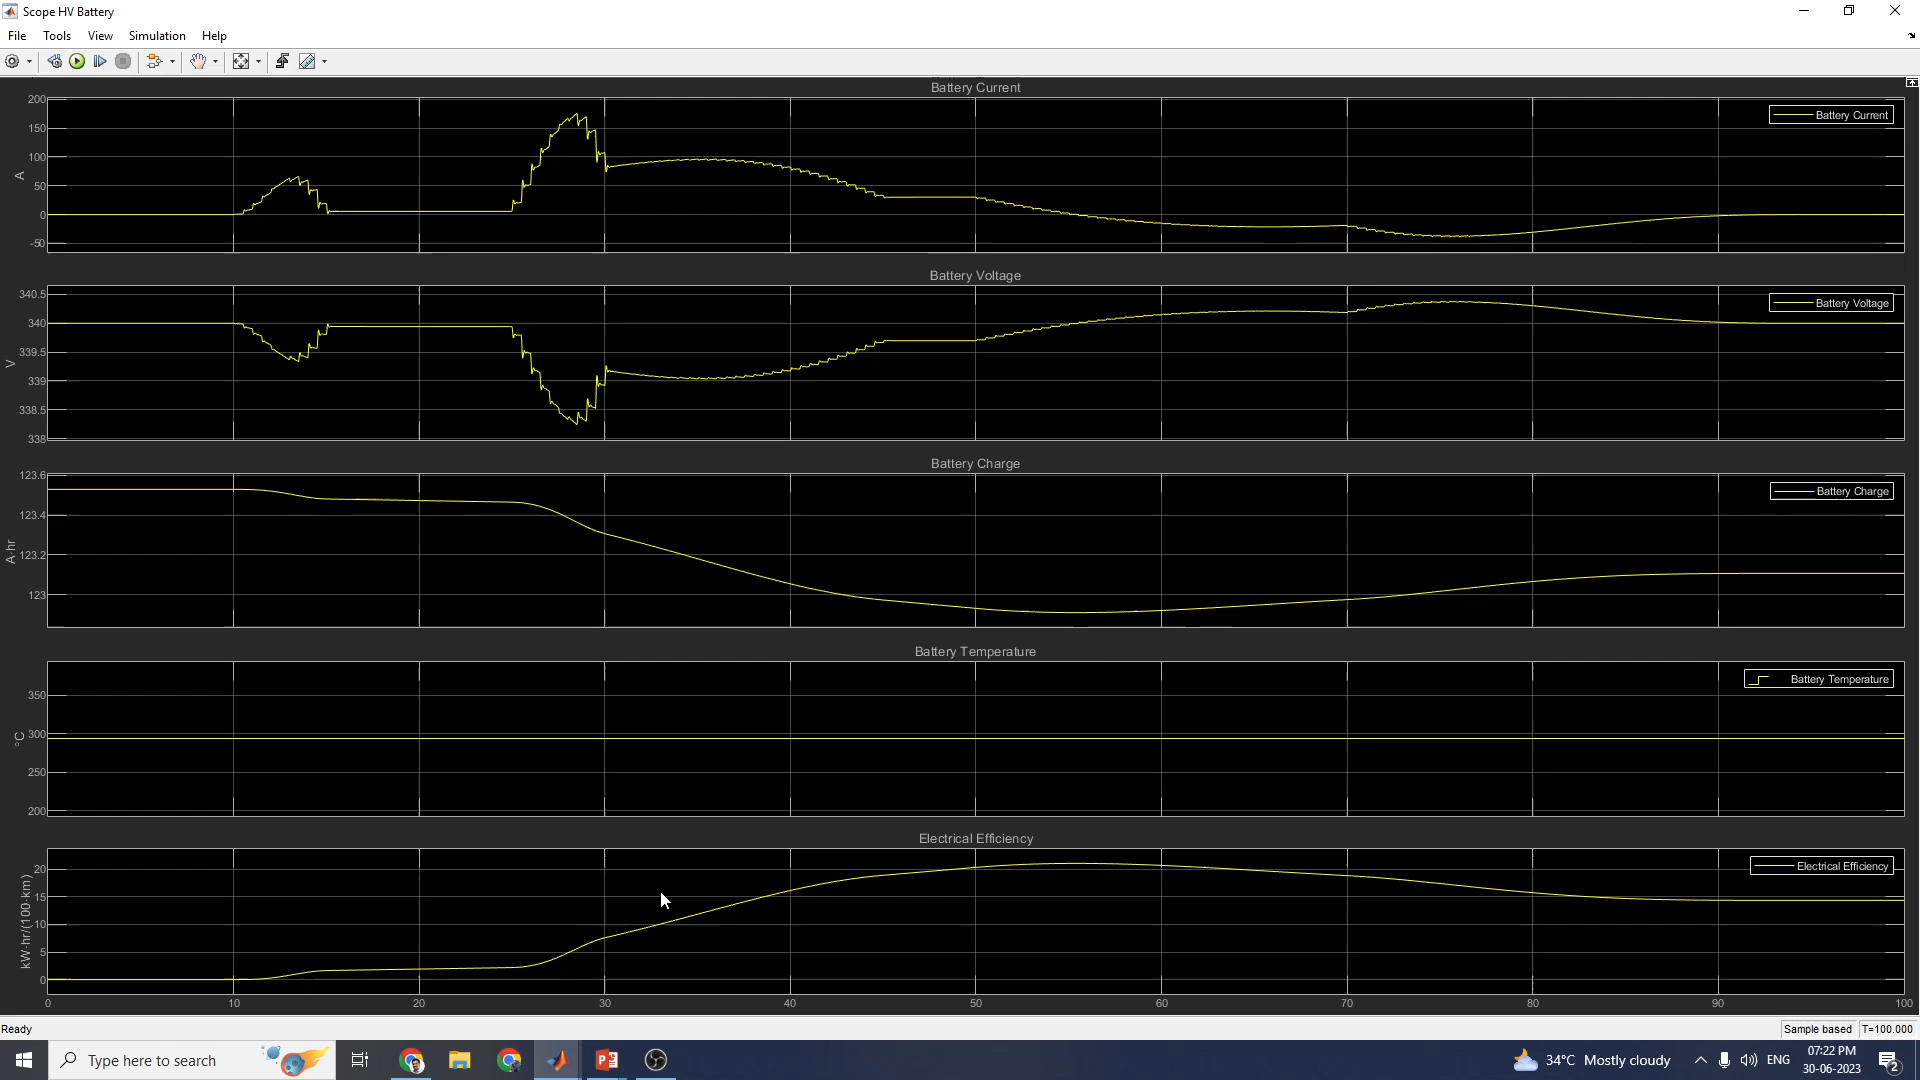 Scope HV Battery
File Tools View Simulation Help
Battery Current
200
150
100
50
0
-50
A
Battery Current
Battery Voltage
340.5
340
339.5
339
338.5
338
V
Battery Voltage
Battery Charge
123.6
123.4
123.2
123
A·hr
Battery Charge
Battery Temperature
350
300
250
200
°C
Battery Temperature
Electrical Efficiency
20
15
10
5
0
kW·hr/(100·km)
Electrical Efficiency
0 10 20 30 40 50 60 70 80 90 100
Ready
Sample based T=100.000
Type here to search
34°C Mostly cloudy
ENG
07:22 PM
30-06-2023
2